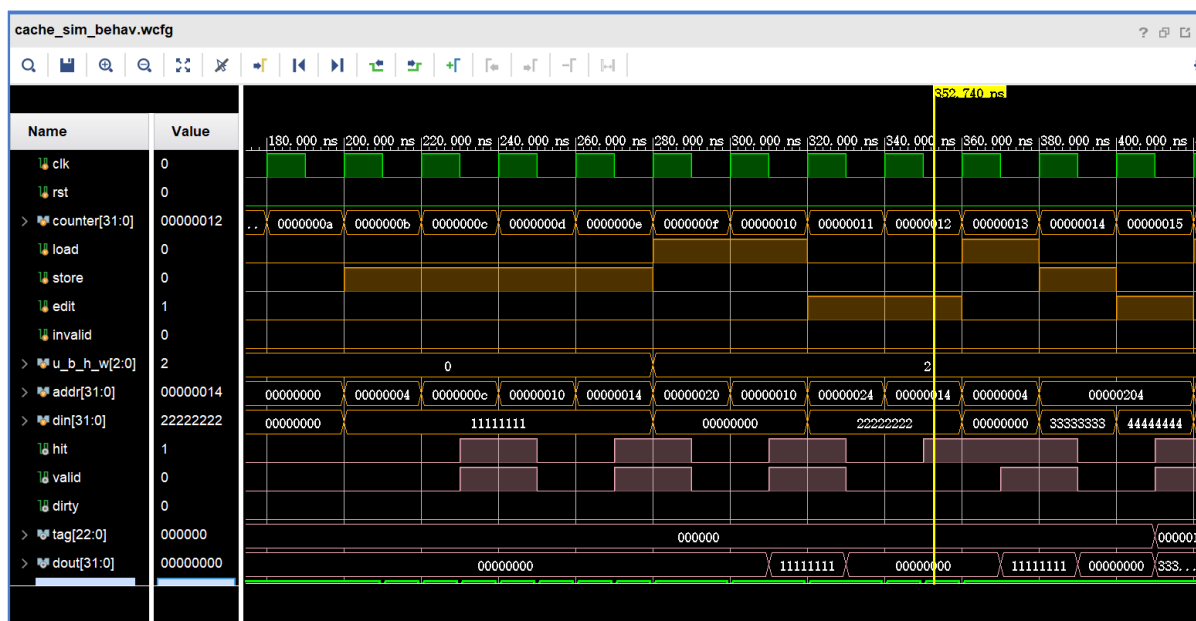 cache_sim_behav.wcfg
?
352.740 ns
Name Value
180.000 ns 200.000 ns 220.000 ns 240.000 ns 260.000 ns 280.000 ns 300.000 ns 320.000 ns 340.000 ns 360.000 ns 380.000 ns 400.000 ns
clk 0
rst 0
counter[31:0] 00000012 .. 0000000a 0000000b 0000000c 0000000d 0000000e 0000000f 00000010 00000011 00000012 00000013 00000014 00000015
load 0
store 0
edit 1
invalid 0
u_b_h_w[2:0] 2 0 2
addr[31:0] 00000014 00000000 00000004 0000000c 00000010 00000014 00000020 00000010 00000024 00000014 00000004 00000204
din[31:0] 22222222 00000000 11111111 00000000 22222222 00000000 33333333 44444444
hit 1
valid 0
dirty 0
tag[22:0] 000000 000000 000001
dout[31:0] 00000000 00000000 11111111 00000000 11111111 00000000 333...